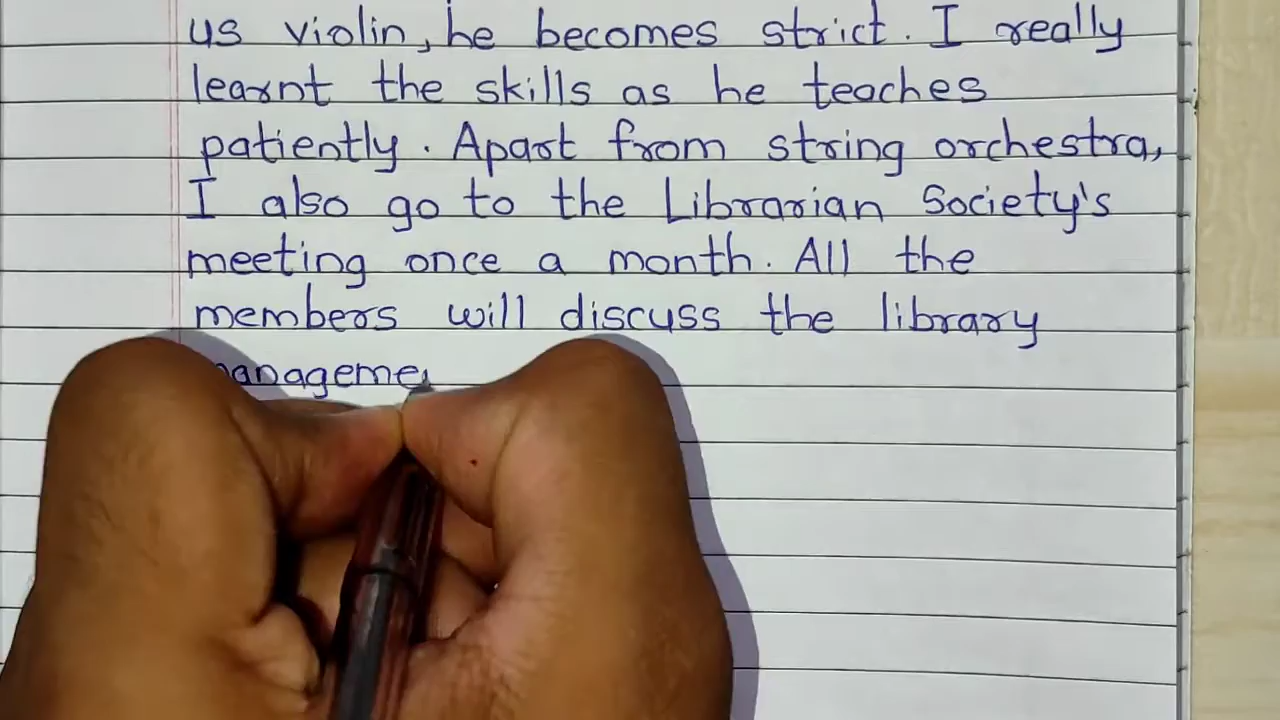 us violin, he becomes strict. I really
learnt the skills as he teaches
patiently. Apart from string orchestra,
I also go to the Librarian Society's
meeting once a month. All the
members will discuss the library